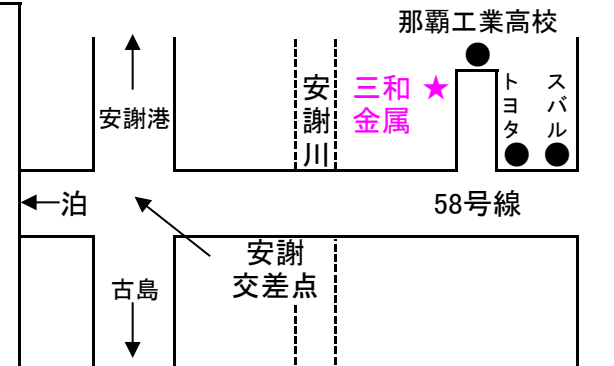 那覇工業高校
安謝港
安謝川
三和
金属
★
トヨタ
スバル
泊
58号線
安謝
交差点
古島